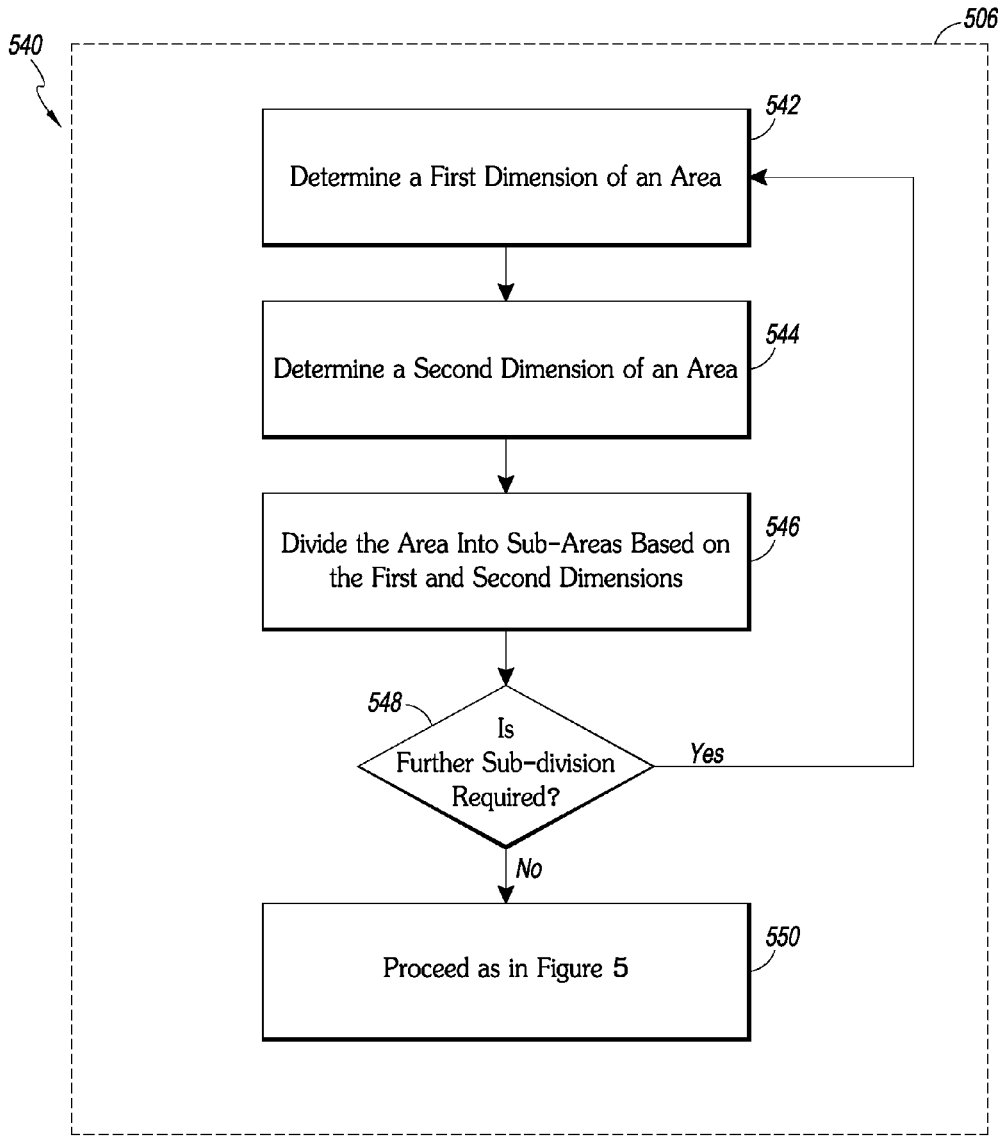 506
540
542
Determine a First Dimension of an Area
544
Determine a Second Dimension of an Area
546
Divide the Area Into Sub-Areas Based on
the First and Second Dimensions
548
Is
Further Sub-division
Required?
Yes
No
550
Proceed as in Figure 5